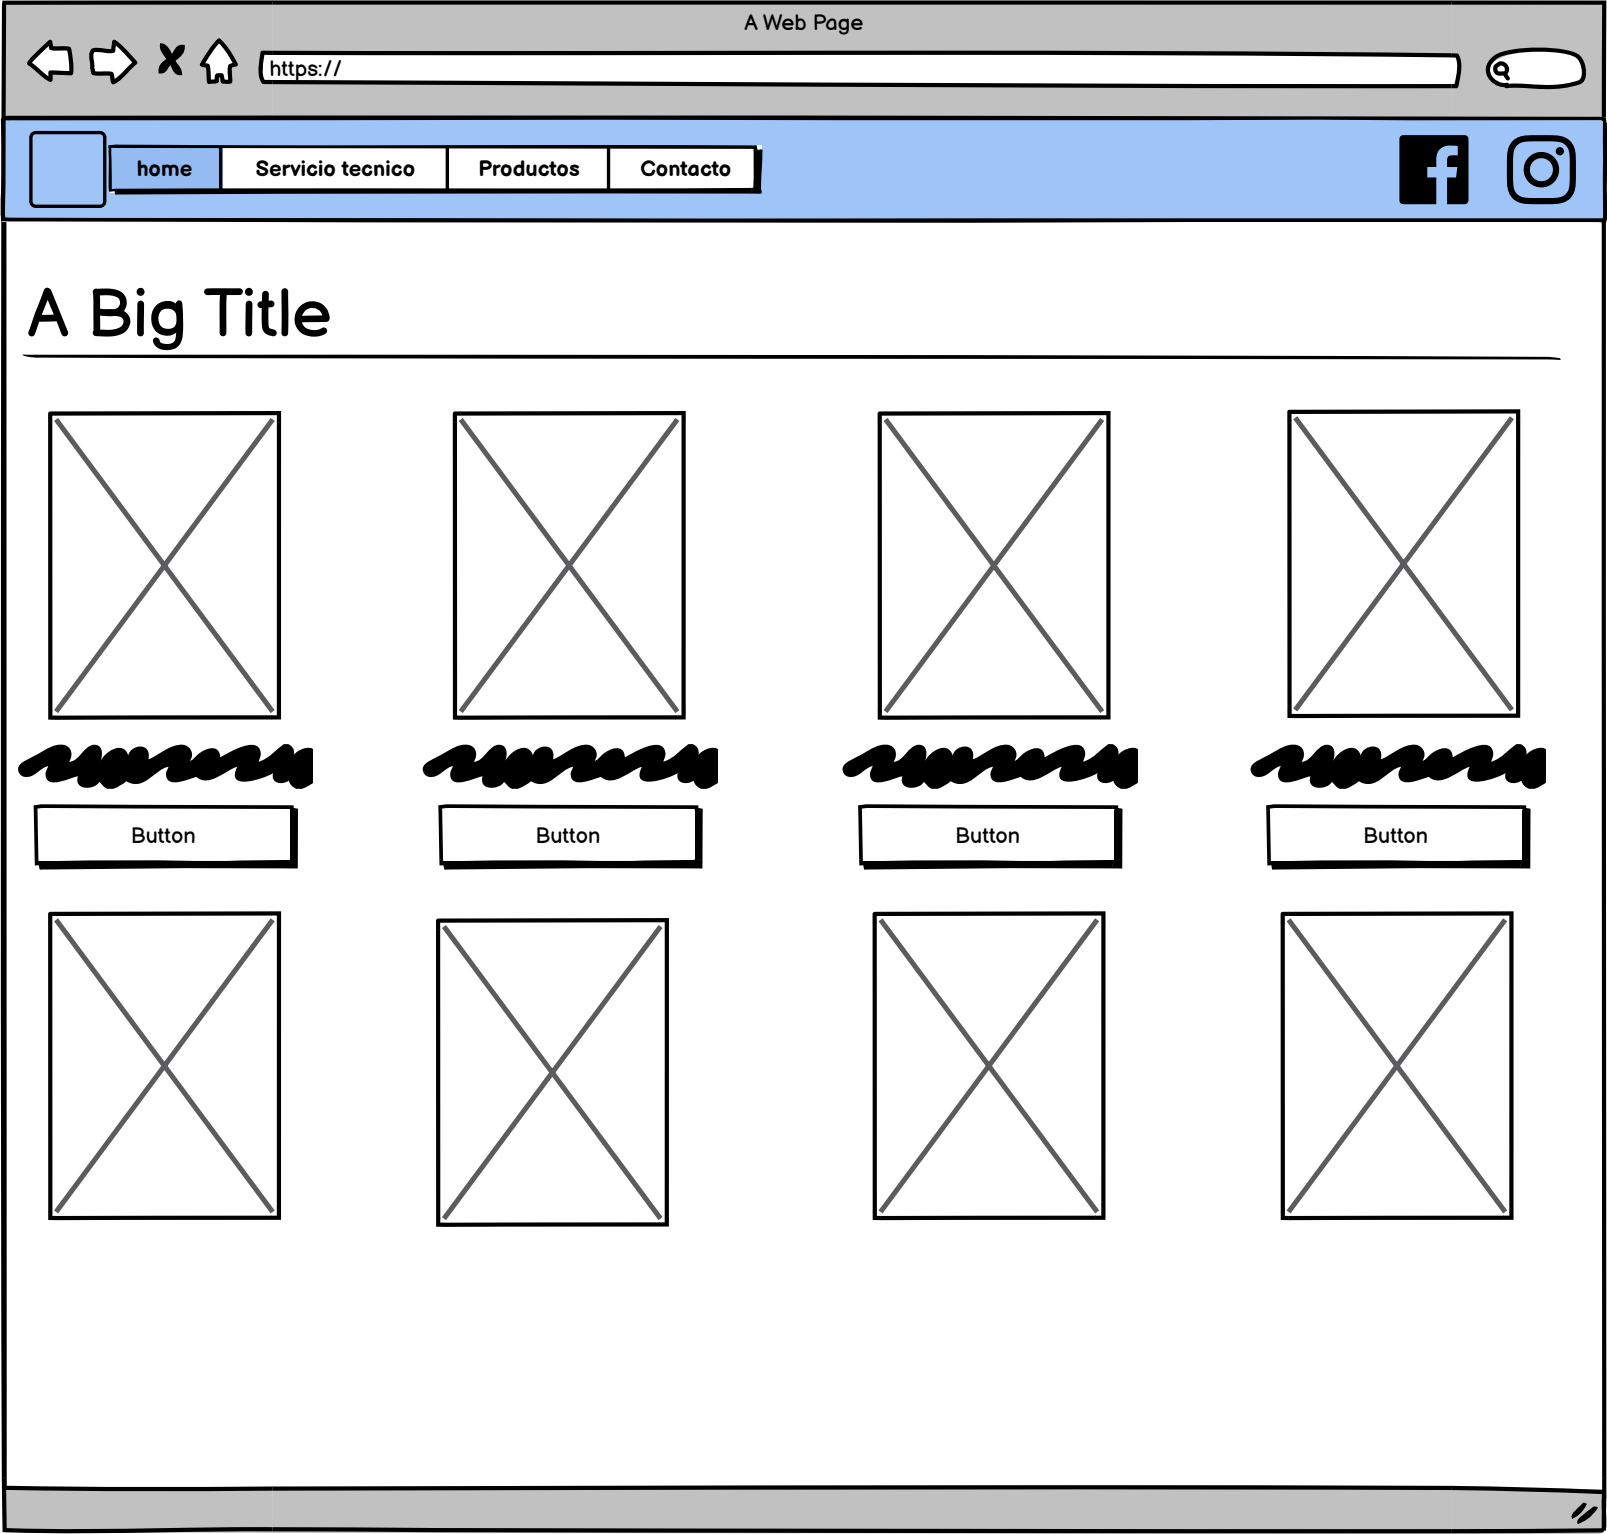 A Web Page
https://
home Servicio tecnico Productos Contacto
A Big Title
Button Button Button Button